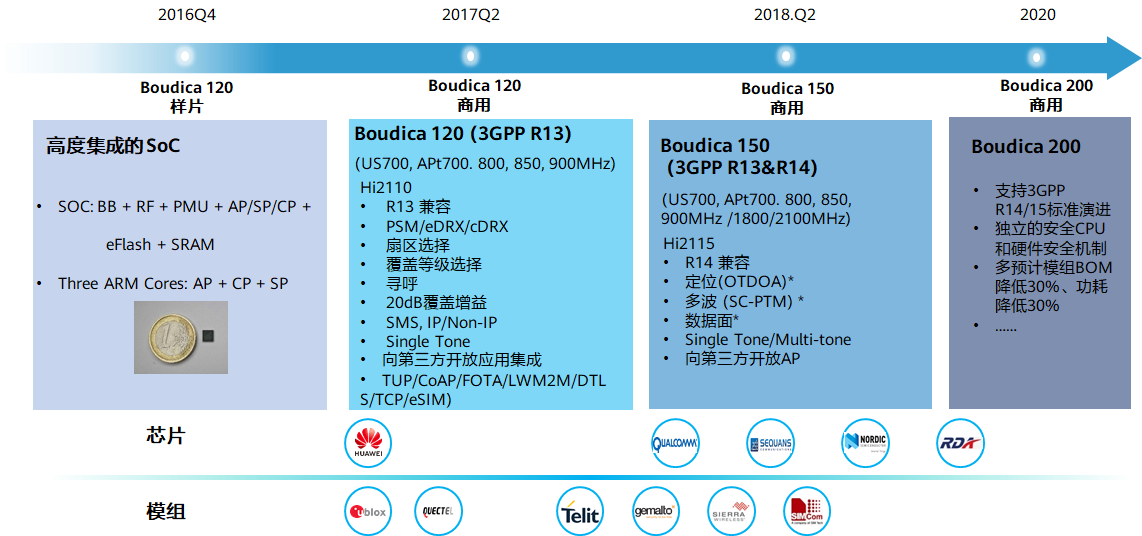 2016Q4
2017Q2
2018.Q2
2020
Boudica 120
样片
Boudica 120
商用
Boudica 150
商用
Boudica 200
商用
高度集成的SoC
• SOC: BB + RF + PMU + AP/SP/CP +
eFlash + SRAM
• Three ARM Cores: AP + CP + SP
Boudica 120 (3GPP R13)
(US700, APt700. 800, 850, 900MHz)
Hi2110
• R13 兼容
• PSM/eDRX/cDRX
• 扇区选择
• 覆盖等级选择
• 寻呼
• 20dB覆盖增益
• SMS, IP/Non-IP
• Single Tone
• 向第三方开放应用集成
• TUP/CoAP/FOTA/LWM2M/DTL
S/TCP/eSIM)
Boudica 150
(3GPP R13&R14)
(US700, APT700. 800, 850,
900MHz /1800/2100MHz)
Hi2115
• R14 兼容
• 定位(OTDOA)*
• 多波 (SC-PTM) *
• 数据面*
• Single Tone/Multi-tone
• 向第三方开放AP
Boudica 200
• 支持3GPP
R14/15标准演进
• 独立的安全CPU
和硬件安全机制
• 多预计模组BOM
降低30%、功耗
降低30%
• ......
芯片
HUAWEI
QUALCOMM
SEQUANS
COMMUNICATIONS
NORDIC
SEMICONDUCTOR
RDA
模组
ublox
QUECTEL
Telit
gemalto
SIERRA
WIRELESS
SIMCom